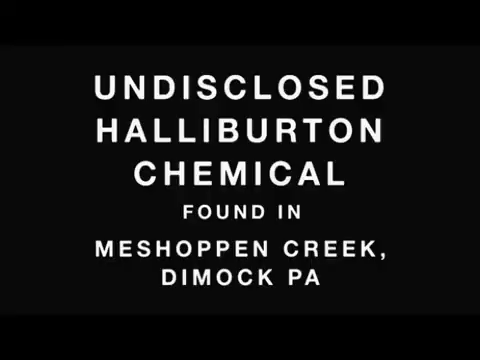 UNDISCLOSED
HALLIBURTON
CHEMICAL
FOUND IN
MESHOPPEN CREEK,
DIMOCK PA